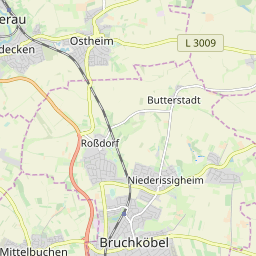 erau
Ostheim
L 3009
decken
Butterstadt
Roßdorf
Niederissigheim
Bruchköbel
Mittelbuchen